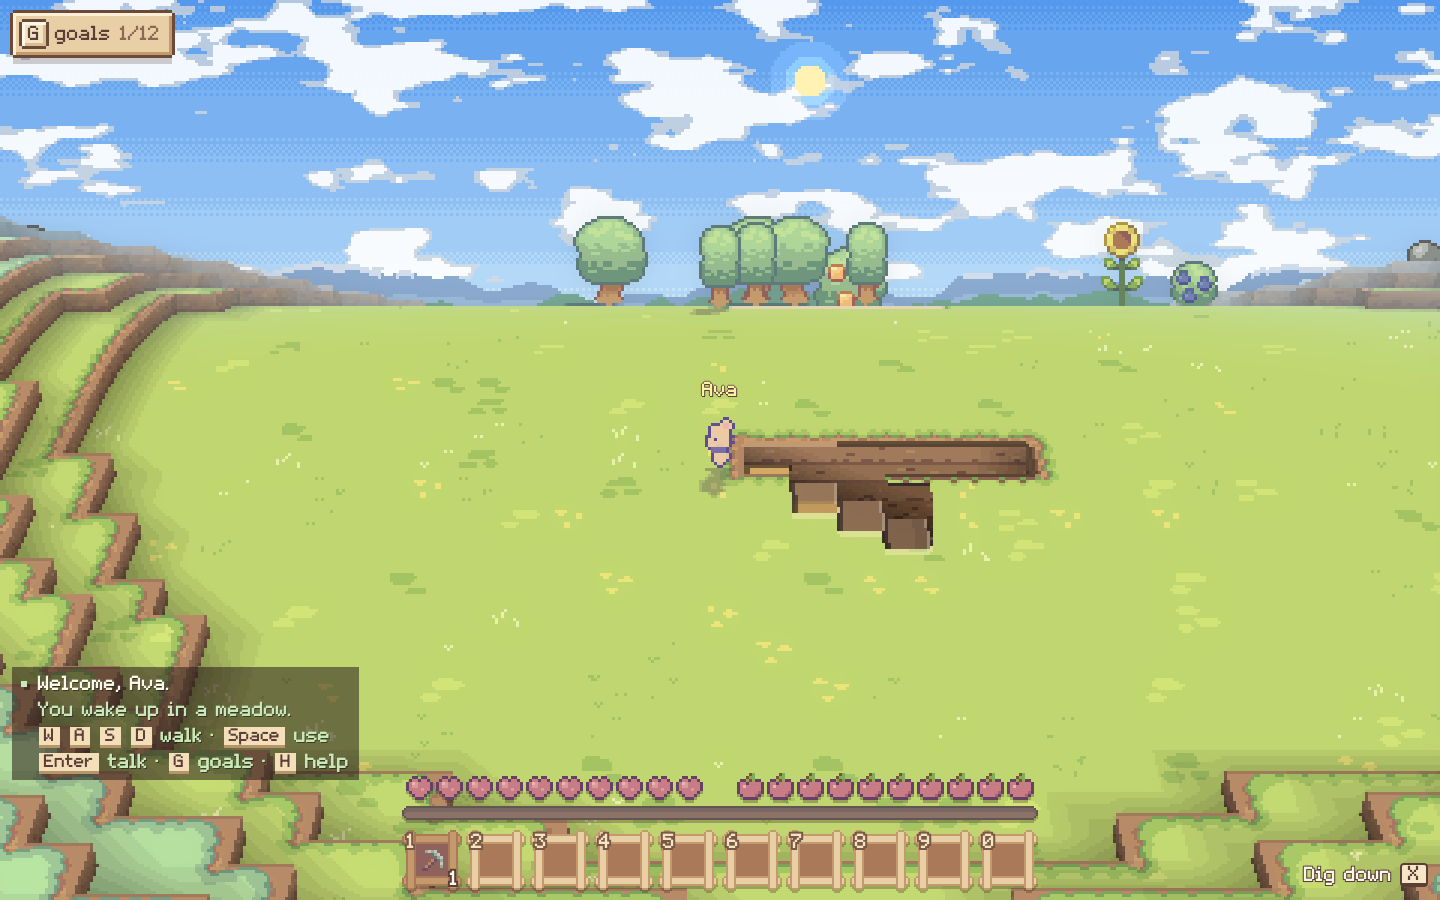 G goals 1/12
Ava
Welcome, Ava.
You wake up in a meadow.
W A S D walk · Space use
Enter talk · G goals · H help
1 2 3 4 5 6 7 8 9 0
1
Dig down X